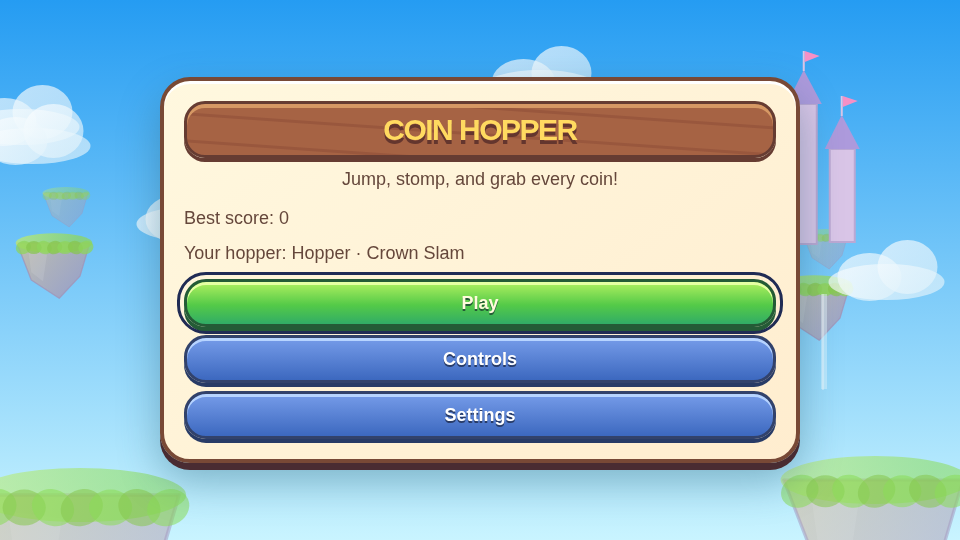 COIN HOPPER
Jump, stomp, and grab every coin!
Best score: 0
Your hopper: Hopper · Crown Slam
Play
Controls
Settings